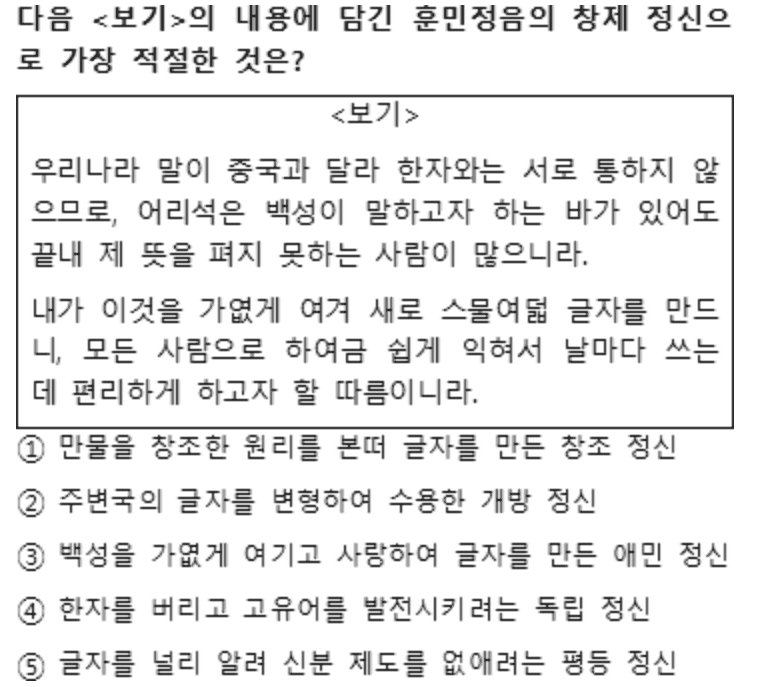 다음 <보기>의 내용에 담긴 훈민정음의 창제 정신으
로 가장 적절한 것은?
<보기>
우리나라 말이 중국과 달라 한자와는 서로 통하지 않
으므로, 어리석은 백성이 말하고자 하는 바가 있어도
끝내 제 뜻을 펴지 못하는 사람이 많으니라.
내가 이것을 가엾게 여겨 새로 스물여덟 글자를 만드
니, 모든 사람으로 하여금 쉽게 익혀서 날마다 쓰는
데 편리하게 하고자 할 따름이니라.
① 만물을 창조한 원리를 본떠 글자를 만든 창조 정신
② 주변국의 글자를 변형하여 수용한 개방 정신
③ 백성을 가엾게 여기고 사랑하여 글자를 만든 애민 정신
④ 한자를 버리고 고유어를 발전시키려는 독립 정신
⑤ 글자를 널리 알려 신분 제도를 없애려는 평등 정신